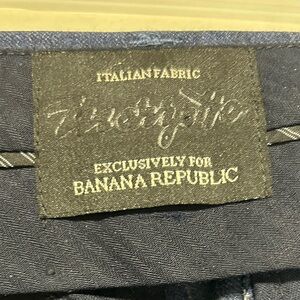 ITALIAN FABRIC
EXCLUSIVELY FOR
BANANA REPUBLIC